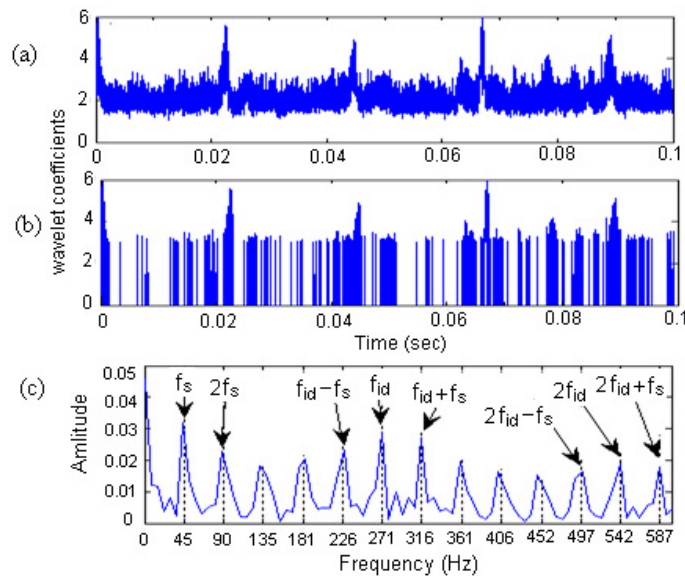 (a)
6
4
2
0
0 0.02 0.04 0.06 0.08 0.1
wavelet coefficients
(b)
6
4
2
0
0 0.02 0.04 0.06 0.08 0.1
Time (sec)
(c)
0.05
0.04
0.03
0.02
0.01
0
Amlitude
fs 2fs fid−fs fid fid+fs 2fid−fs 2fid 2fid+fs
0 45 90 135 181 226 271 316 361 406 452 497 542 587
Frequency (Hz)